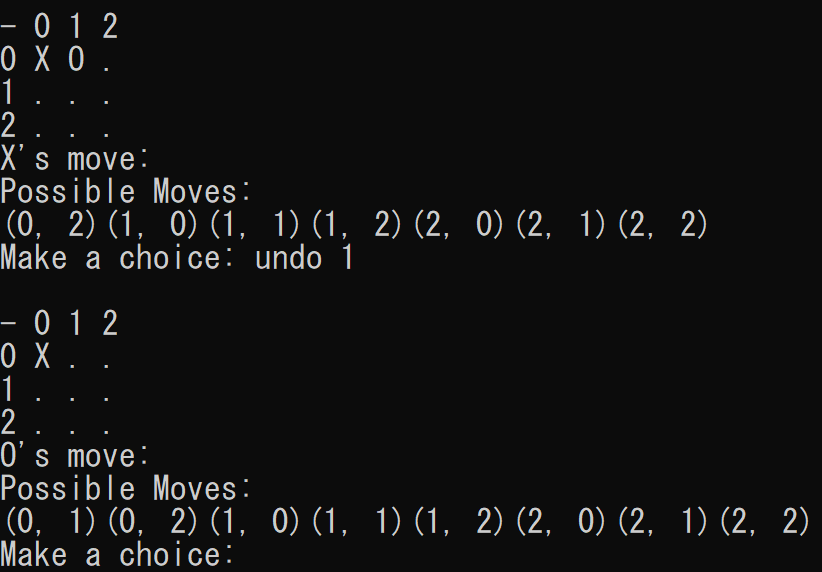 - 0 1 2
0 X O .
1 . . .
2 . . .
X's move:
Possible Moves:
(0, 2)(1, 0)(1, 1)(1, 2)(2, 0)(2, 1)(2, 2)
Make a choice: undo 1
- 0 1 2
0 X . .
1 . . .
2 . . .
O's move:
Possible Moves:
(0, 1)(0, 2)(1, 0)(1, 1)(1, 2)(2, 0)(2, 1)(2, 2)
Make a choice: